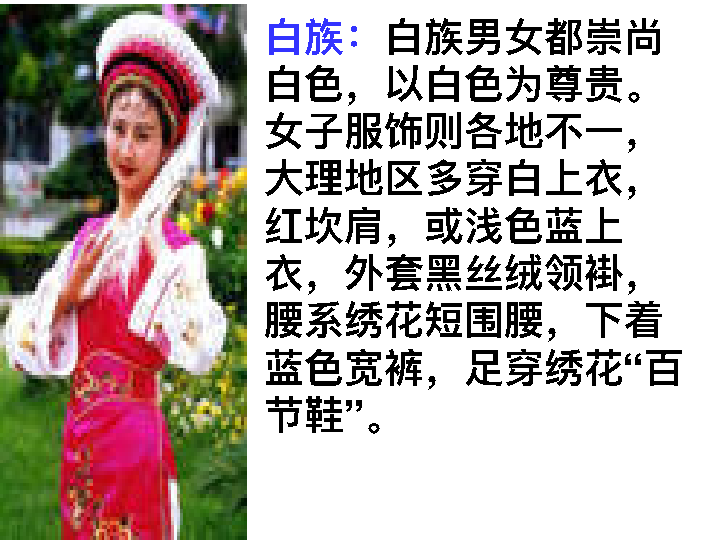 白族：白族男女都崇尚
白色，以白色为尊贵。
女子服饰则各地不一，
大理地区多穿白上衣，
红坎肩，或浅色蓝上
衣，外套黑丝绒领褂，
腰系绣花短围腰，下着
蓝色宽裤，足穿绣花“百
节鞋”。